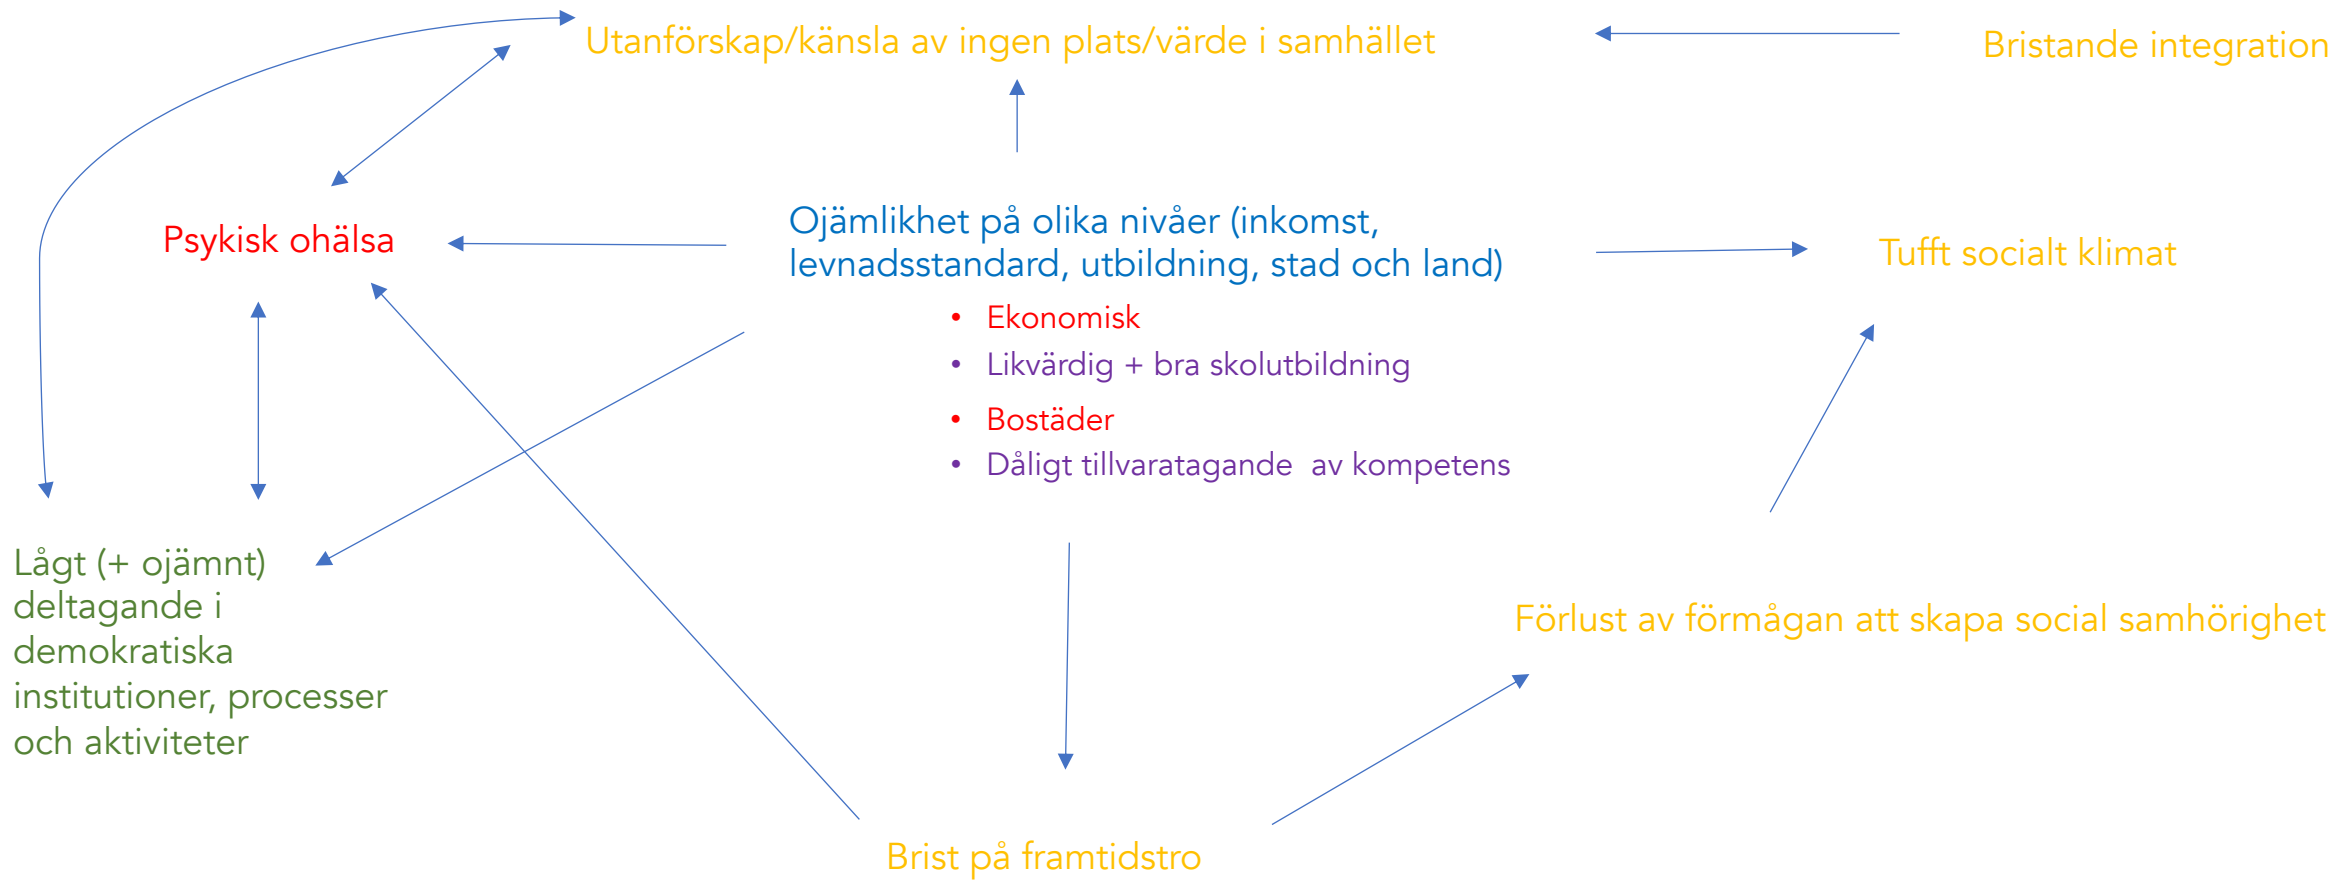 Utanförskap/känsla av ingen plats/värde i samhället
Bristande integration
Psykisk ohälsa
Ojämlikhet på olika nivåer (inkomst,
levnadsstandard, utbildning, stad och land)
• Ekonomisk
• Likvärdig + bra skolutbildning
• Bostäder
• Dåligt tillvaratagande av kompetens
Tufft socialt klimat
Lågt (+ ojämnt)
deltagande i
demokratiska
institutioner, processer
och aktiviteter
Förlust av förmågan att skapa social samhörighet
Brist på framtidstro